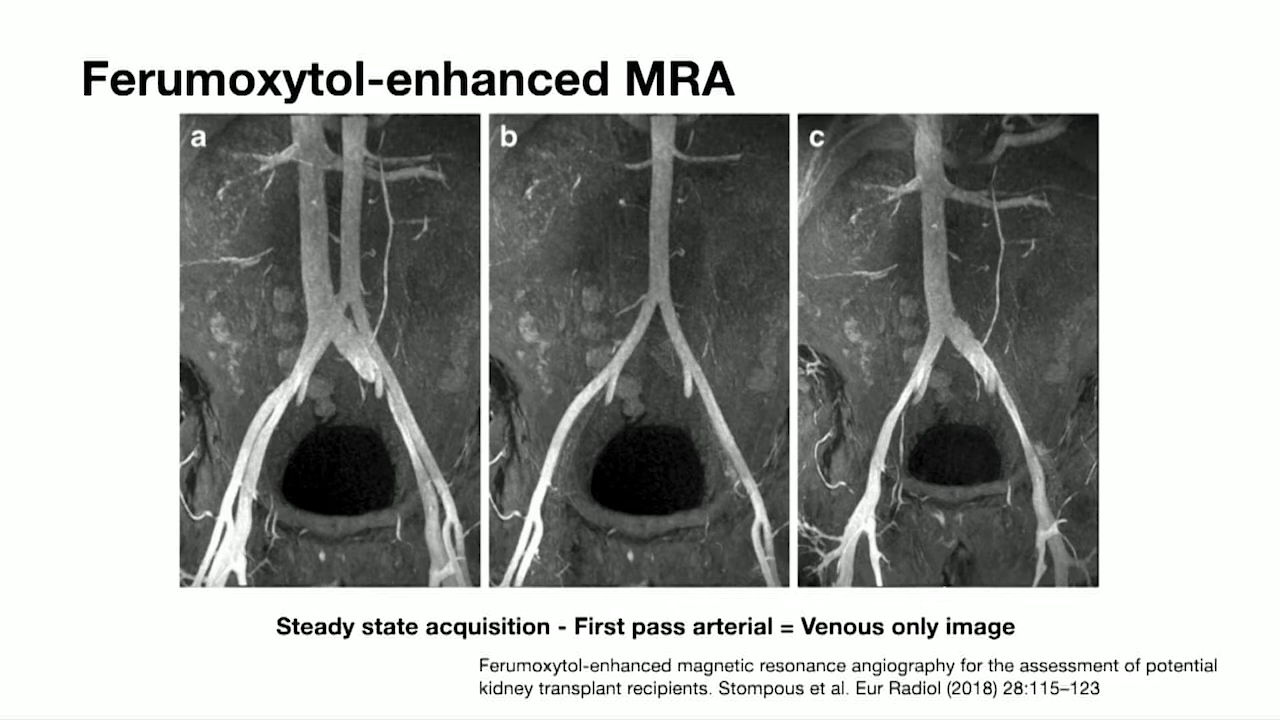 Ferumoxytol-enhanced MRA
a
b
c
Steady state acquisition - First pass arterial = Venous only image
Ferumoxytol-enhanced magnetic resonance angiography for the assessment of potential
kidney transplant recipients. Stompous et al. Eur Radiol (2018) 28:115–123